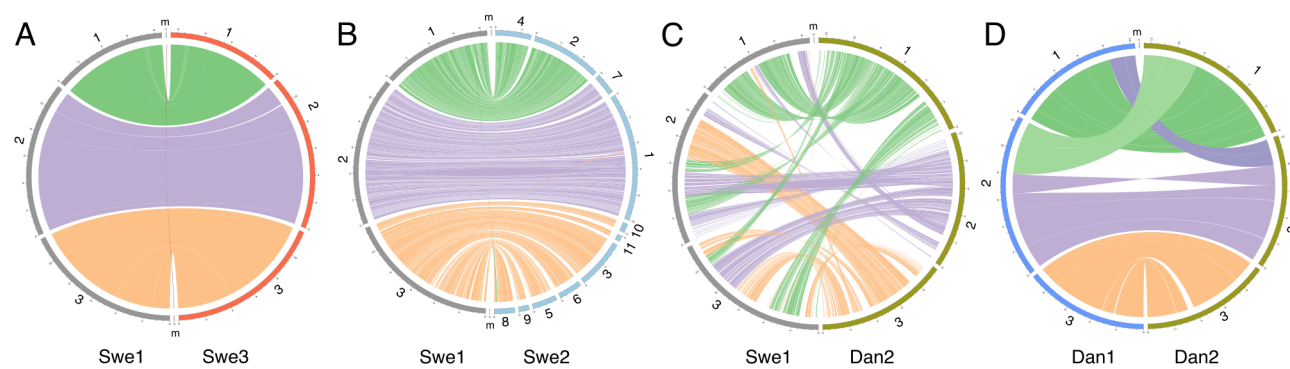 A B C D
m m m m
1 1 1 4 2 7 1 1 1 1
2 2 2 1 2 2 2
3 3 3 10 11 3 6 5 9 8 3 3 3 3
m m
Swe1 Swe3 Swe1 Swe2 Swe1 Dan2 Dan1 Dan2